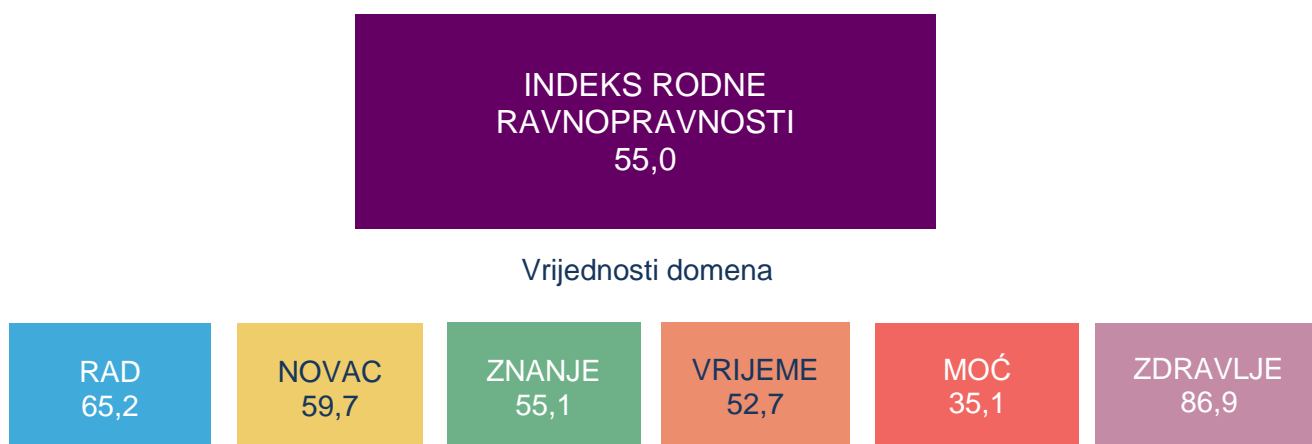 INDEKS RODNE
RAVNOPRAVNOSTI
55,0
Vrijednosti domena
RAD
65,2
NOVAC
59,7
ZNANJE
55,1
VRIJEME
52,7
MOĆ
35,1
ZDRAVLJE
86,9